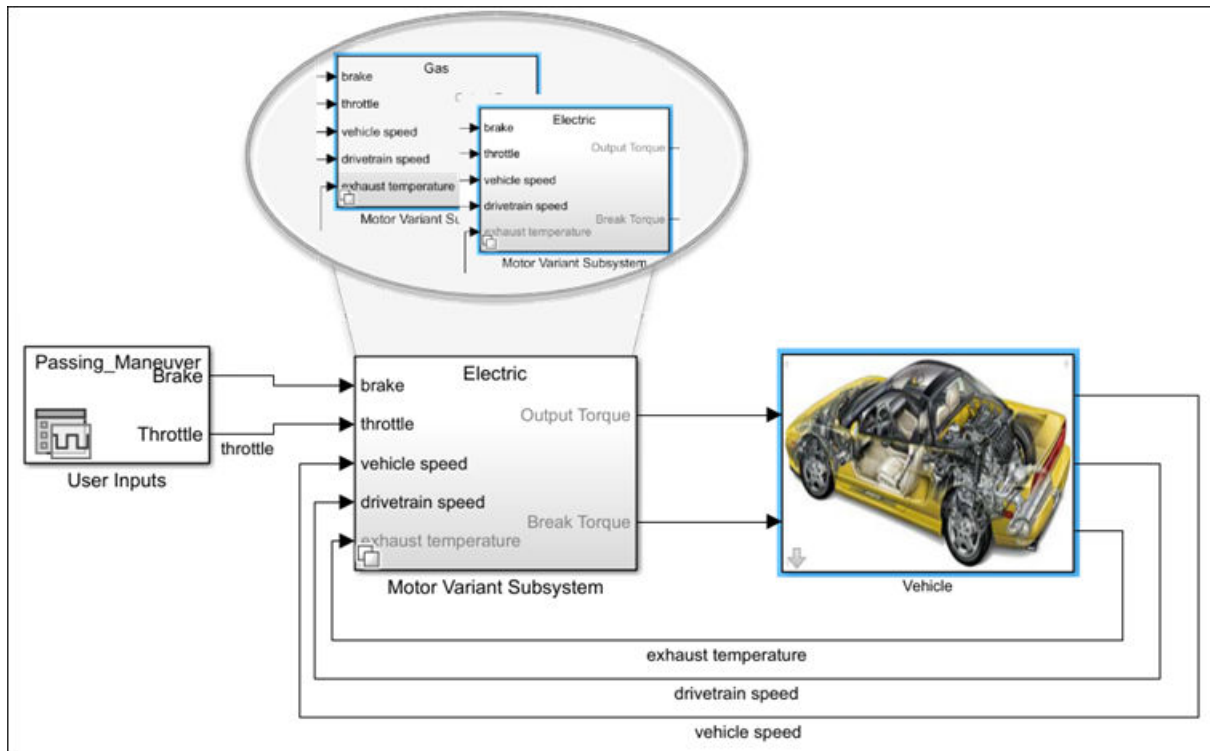 Gas
brake
throttle
vehicle speed
drivetrain speed
exhaust temperature
Motor Variant Su
Electric
brake
Output Torque
throttle
vehicle speed
drivetrain speed
Break Torque
exhaust temperature
Motor Variant Subsystem
Passing_Maneuver
Brake
Throttle
throttle
User Inputs
Electric
brake
Output Torque
throttle
vehicle speed
drivetrain speed
Break Torque
exhaust temperature
Motor Variant Subsystem
Vehicle
exhaust temperature
drivetrain speed
vehicle speed